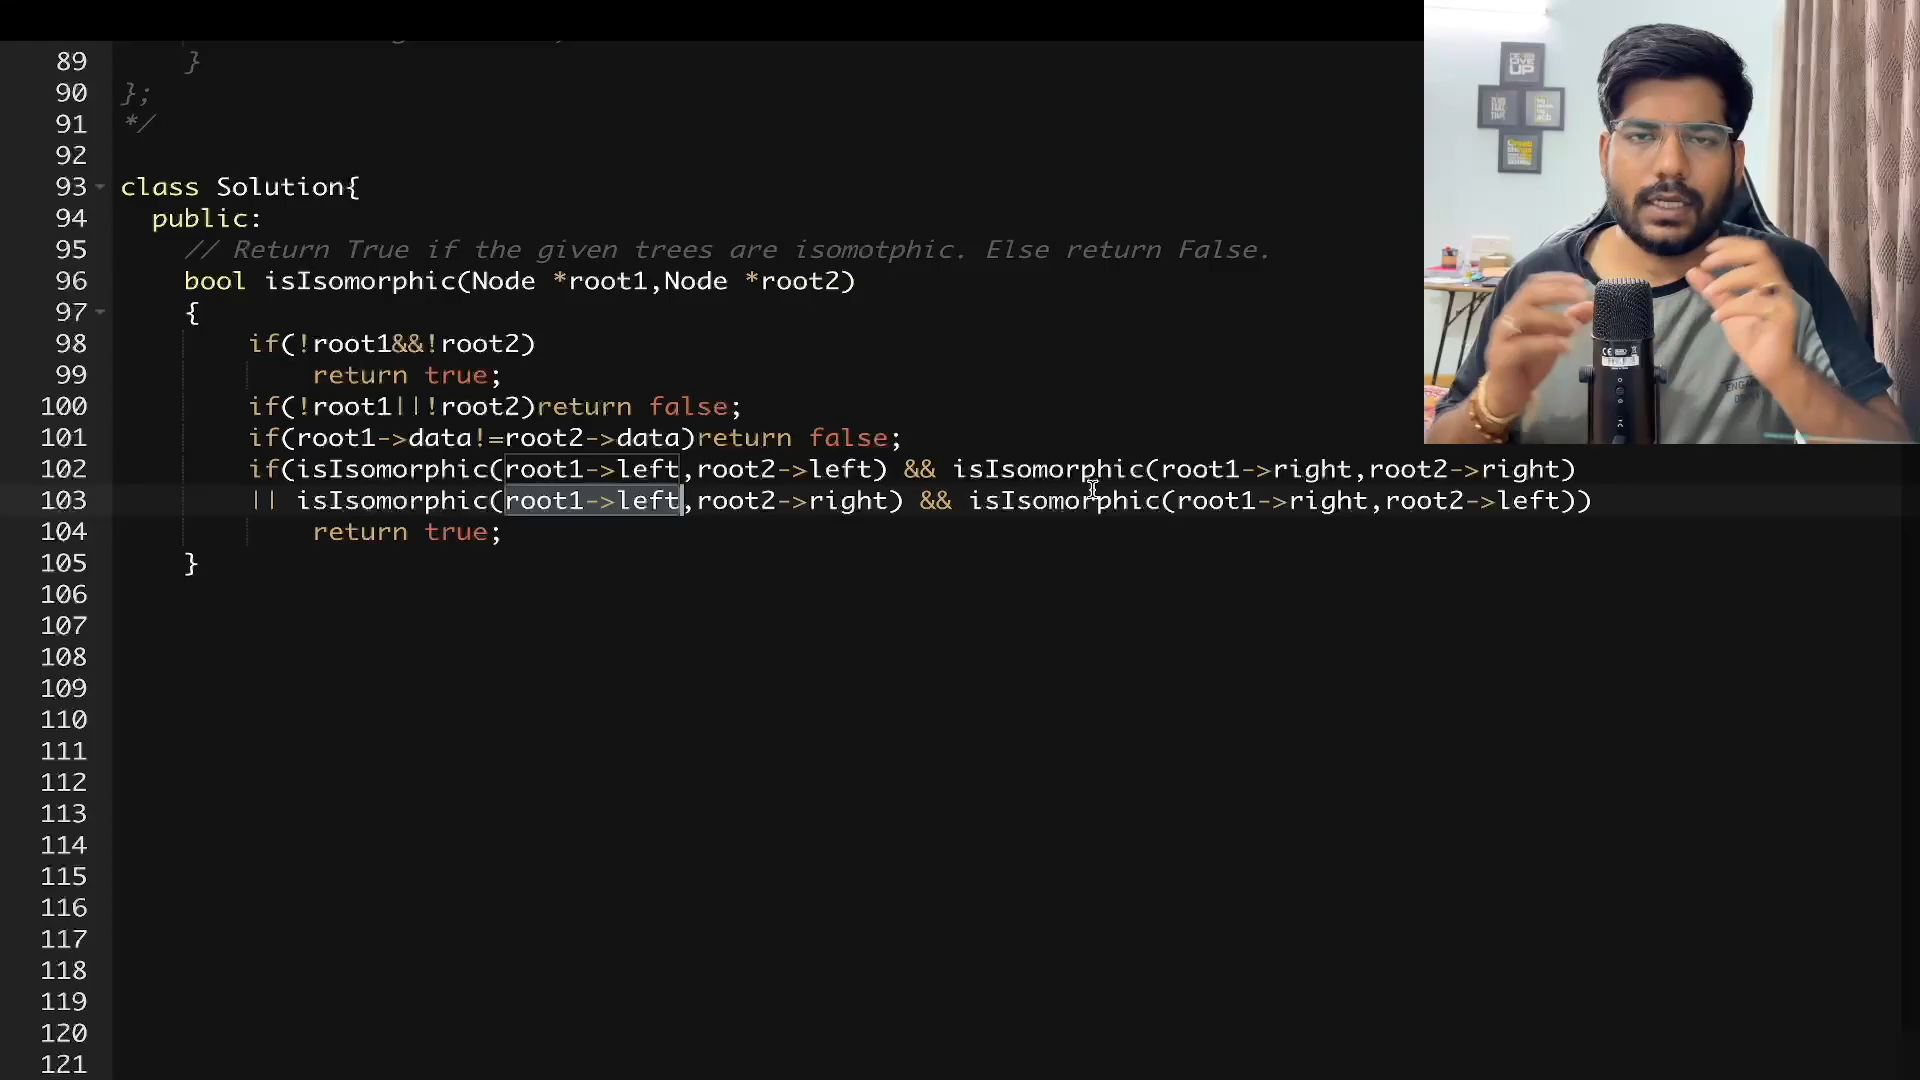 89 }
90 };
91 */
92
93 class Solution{
94 public:
95 // Return True if the given trees are isomotphic. Else return False.
96 bool isIsomorphic(Node *root1,Node *root2)
97 {
98 if(!root1&&!root2)
99 return true;
100 if(!root1||!root2)return false;
101 if(root1->data!=root2->data)return false;
102 if(isIsomorphic(root1->left,root2->left) && isIsomorphic(root1->right,root2->right)
103 || isIsomorphic(root1->left,root2->right) && isIsomorphic(root1->right,root2->left))
104 return true;
105 }
106
107
108
109
110
111
112
113
114
115
116
117
118
119
120
121
GIVE UP
CE